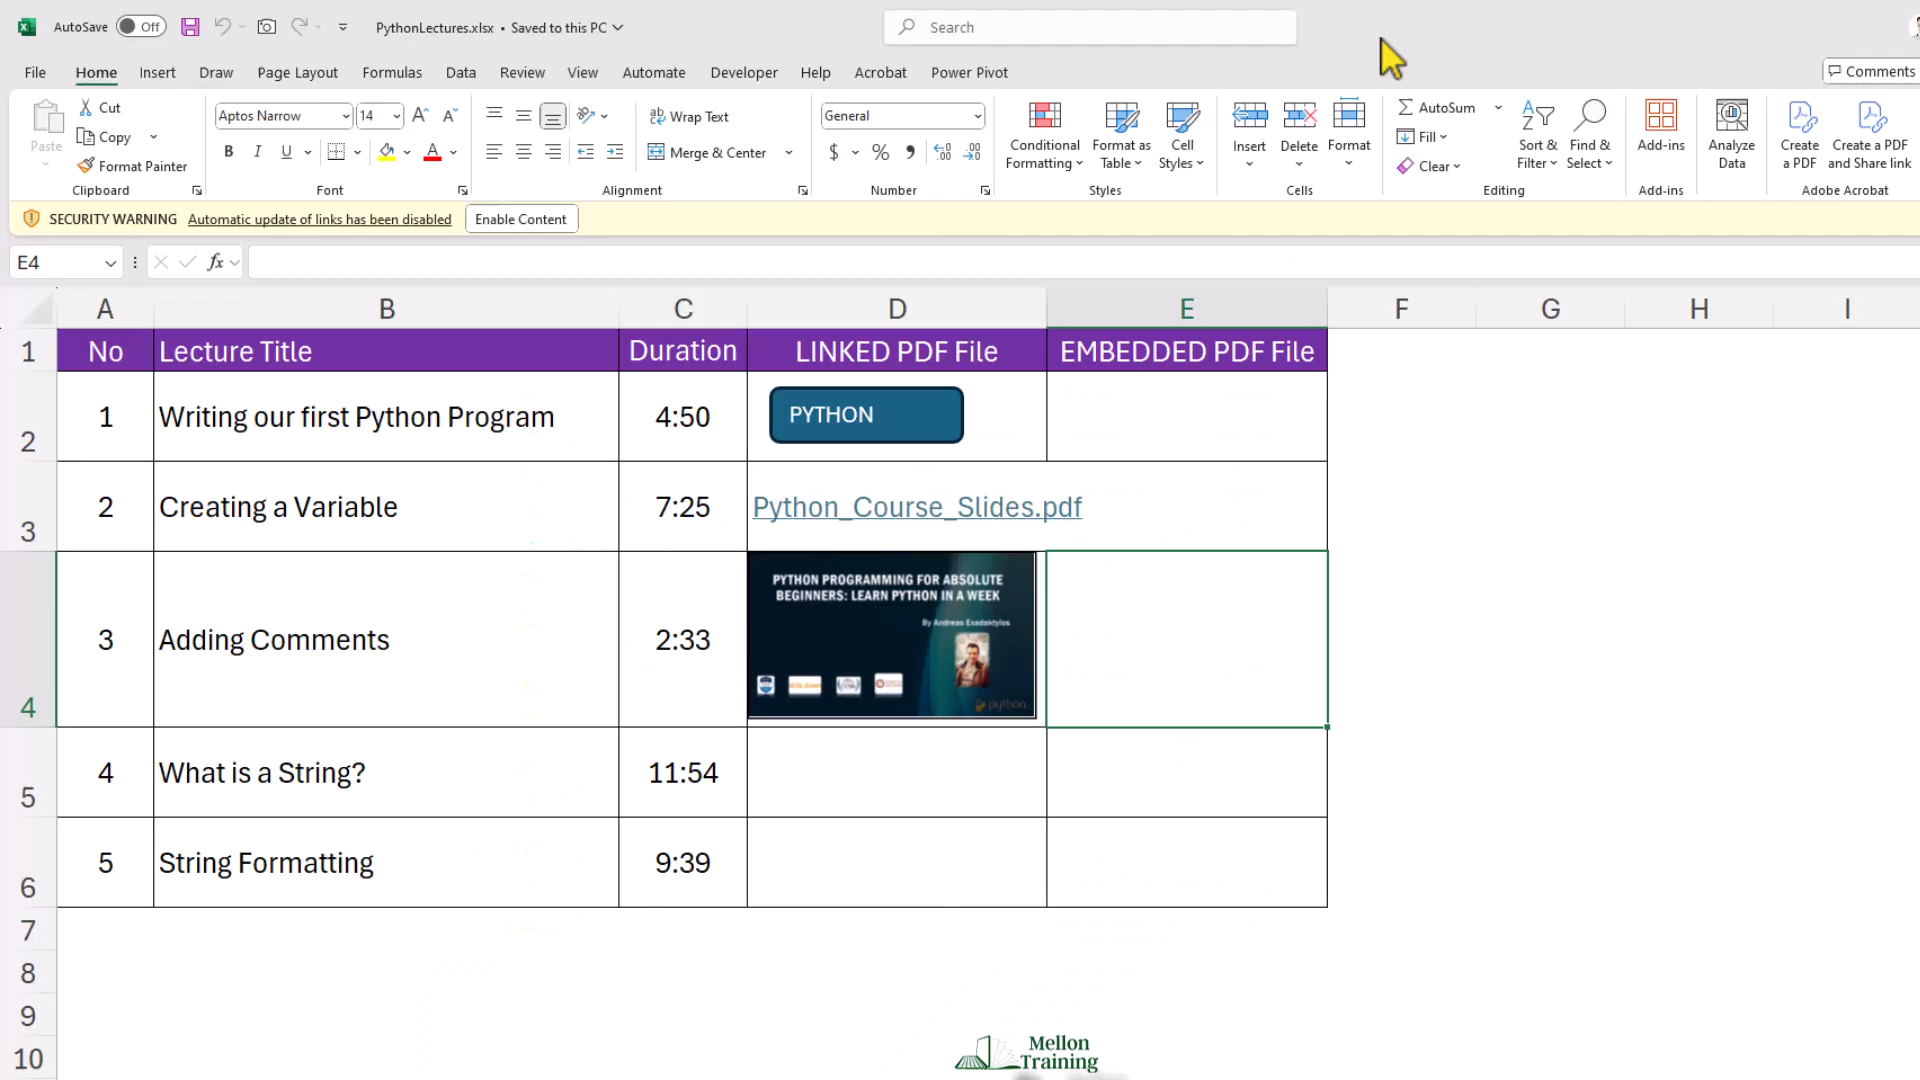 AutoSave Off PythonLectures.xlsx • Saved to this PC Search
File Home Insert Draw Page Layout Formulas Data Review View Automate Developer Help Acrobat Power Pivot Comments
Paste
Cut
Copy
Format Painter
Clipboard
Aptos Narrow 14
B I U
Font
Wrap Text
Merge & Center
Alignment
General
$ % 9
Number
Conditional Formatting
Format as Table
Cell Styles
Styles
Insert Delete Format
Cells
AutoSum
Fill
Clear
Sort & Filter
Find & Select
Editing
Add-ins
Add-ins
Analyze Data
Create a PDF
Create a PDF and Share link
Adobe Acrobat
SECURITY WARNING Automatic update of links has been disabled Enable Content
E4 fx
A B C D E F G H I
1 No Lecture Title Duration LINKED PDF File EMBEDDED PDF File
2 1 Writing our first Python Program 4:50 PYTHON
3 2 Creating a Variable 7:25 Python_Course_Slides.pdf
4 3 Adding Comments 2:33
PYTHON PROGRAMMING FOR ABSOLUTE
BEGINNERS: LEARN PYTHON IN A WEEK
By Andreas Exadaktylos
python
5 4 What is a String? 11:54
6 5 String Formatting 9:39
7
8
9
10
Mellon
Training